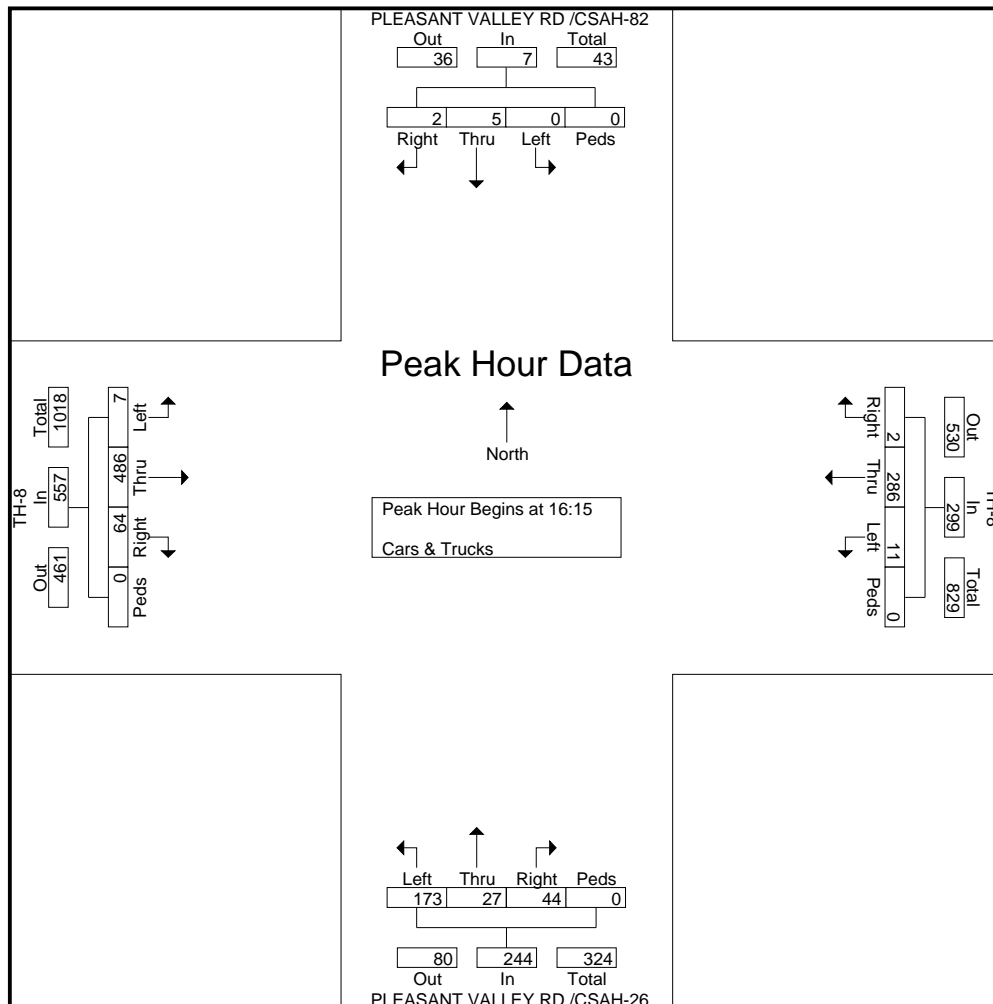 PLEASANT VALLEY RD /CSAH-82
Out In Total
36 7 43
2 5 0 0
Right Thru Left Peds
Peak Hour Data
North
Peak Hour Begins at 16:15
Cars & Trucks
TH-8
Total In Out
1018 557 461
7 486 64 0
Left Thru Right Peds
Right Thru Left Peds
2 286 11 0
530 299 829
Out In Total
TH-8
Left Thru Right Peds
173 27 44 0
80 244 324
Out In Total
PLEASANT VALLEY RD /CSAH-26